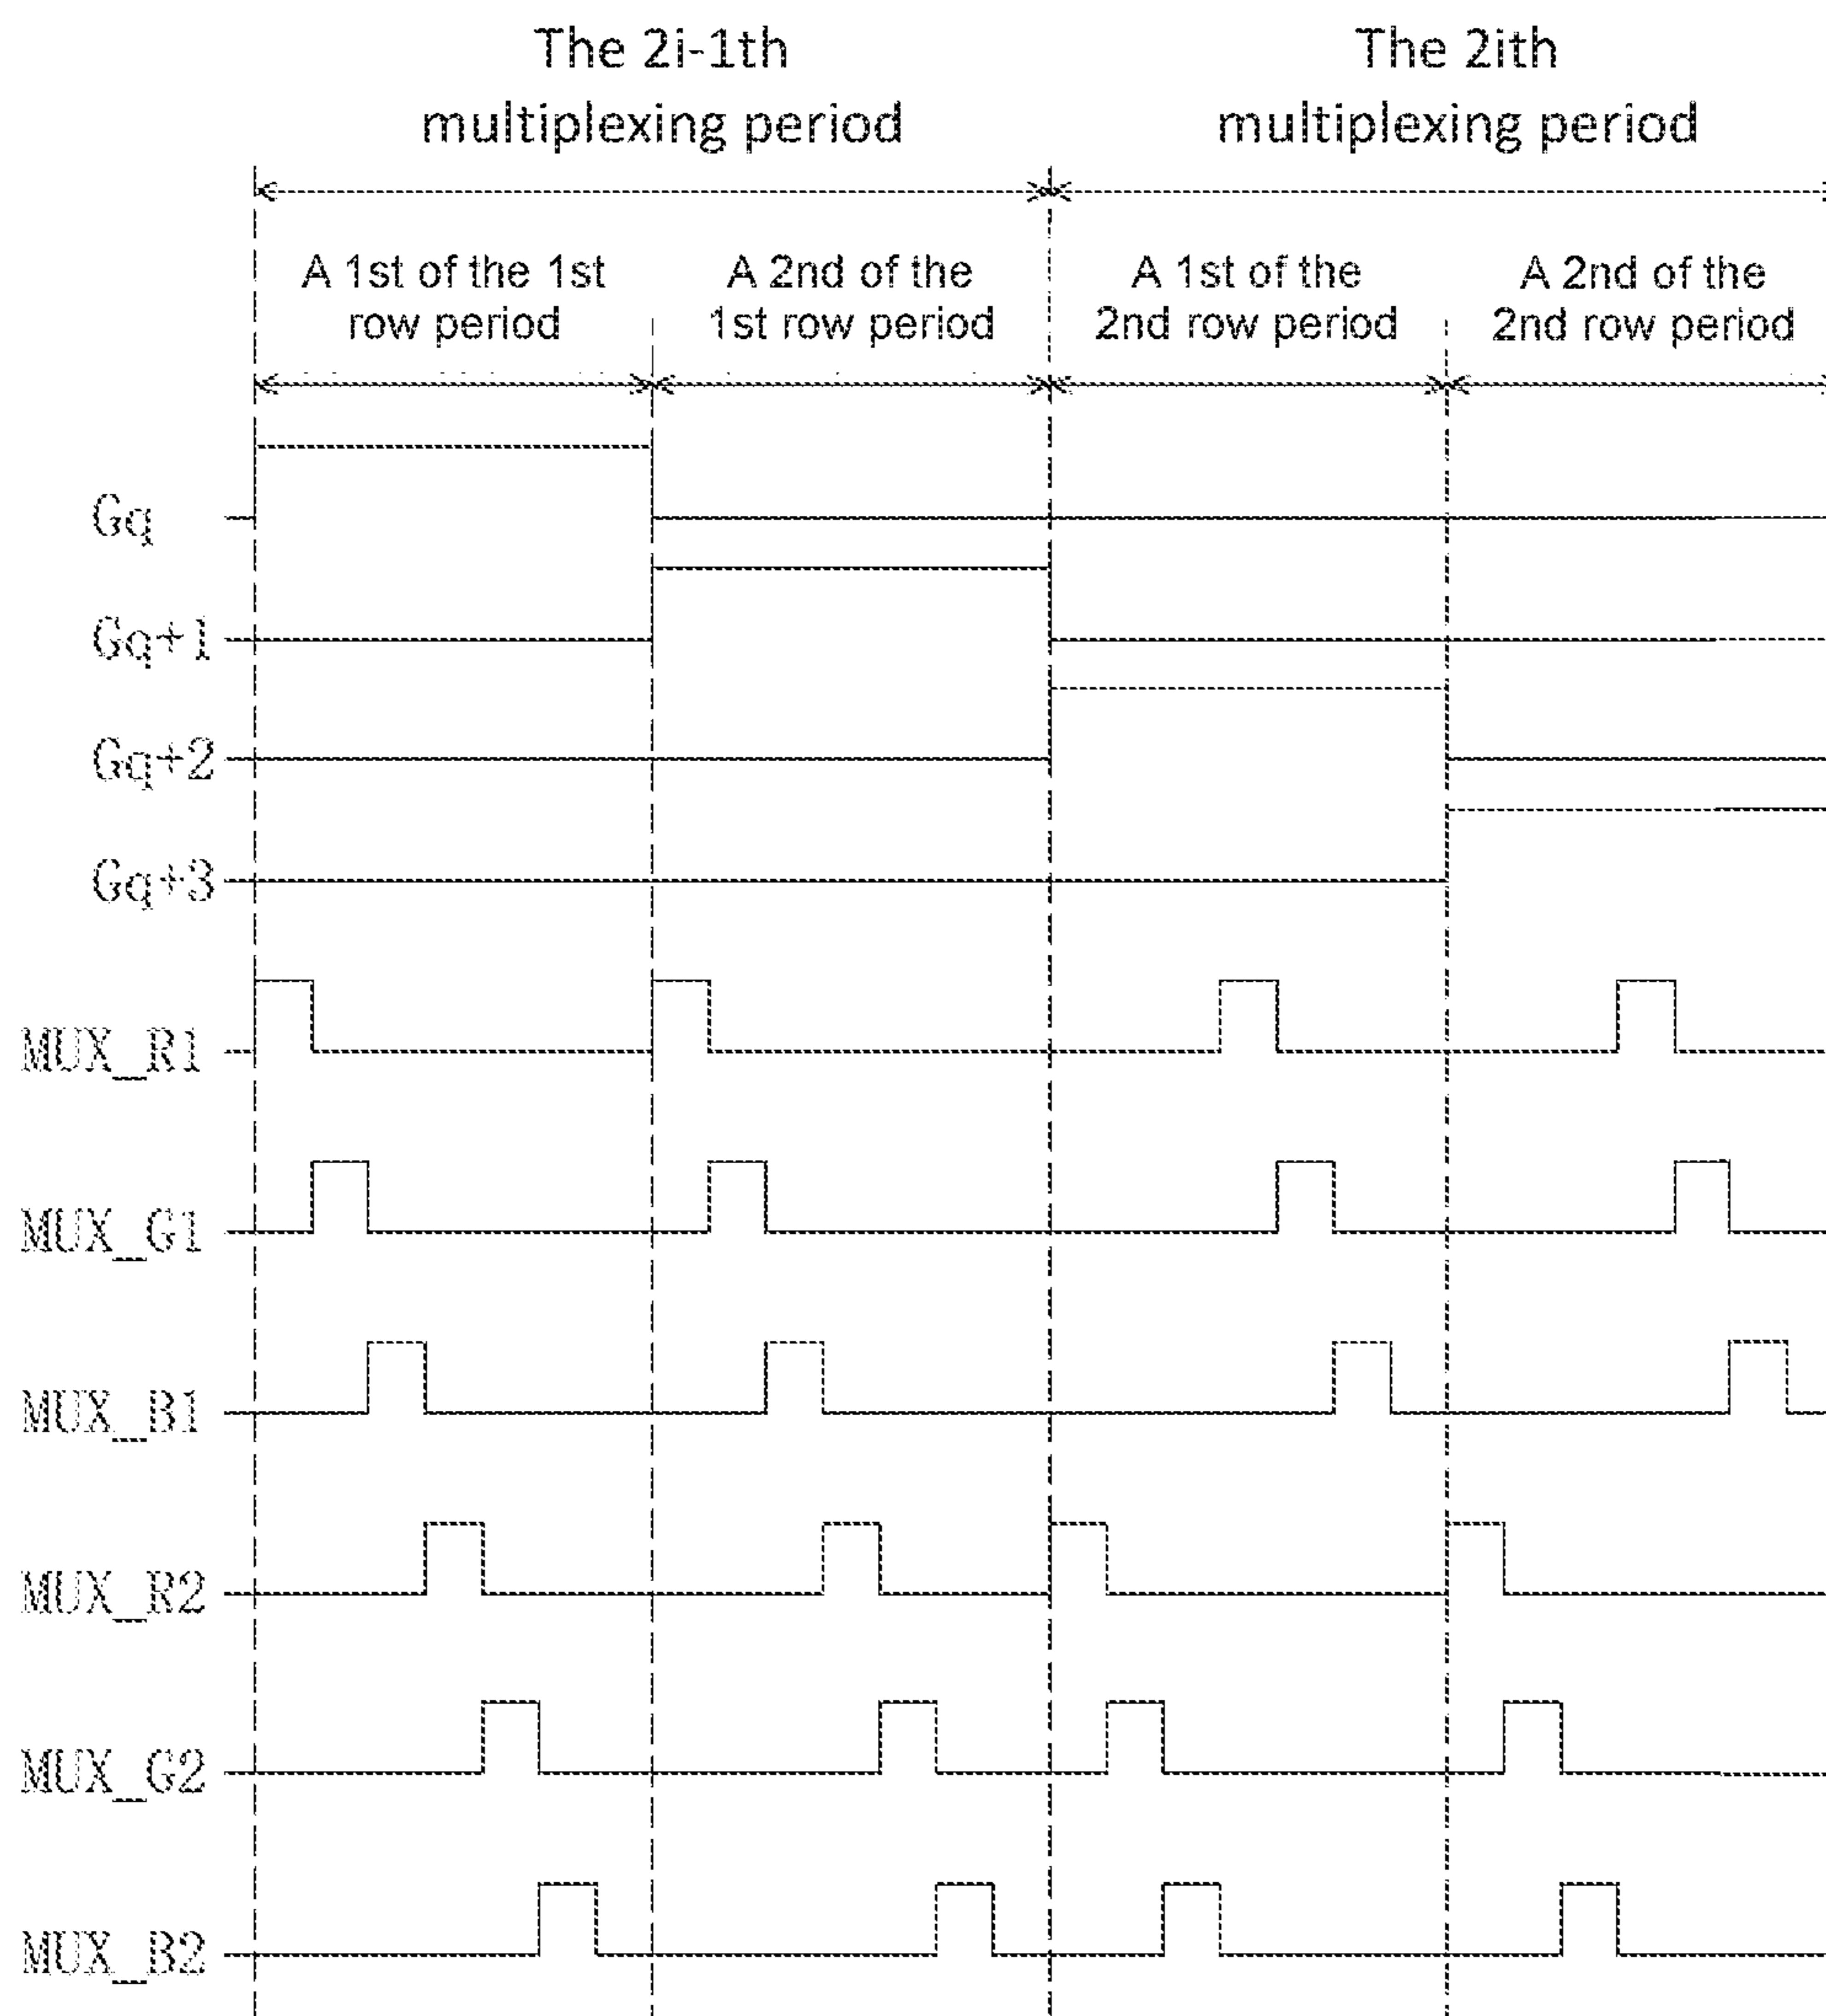 The 2i-1th
multiplexing period
The 2ith
multiplexing period
A 1st of the 1st
row period
A 2nd of the
1st row period
A 1st of the
2nd row period
A 2nd of the
2nd row period
Gq
Gq+1
Gq+2
Gq+3
MUX_R1
MUX_G1
MUX_B1
MUX_R2
MUX_G2
MUX_B2